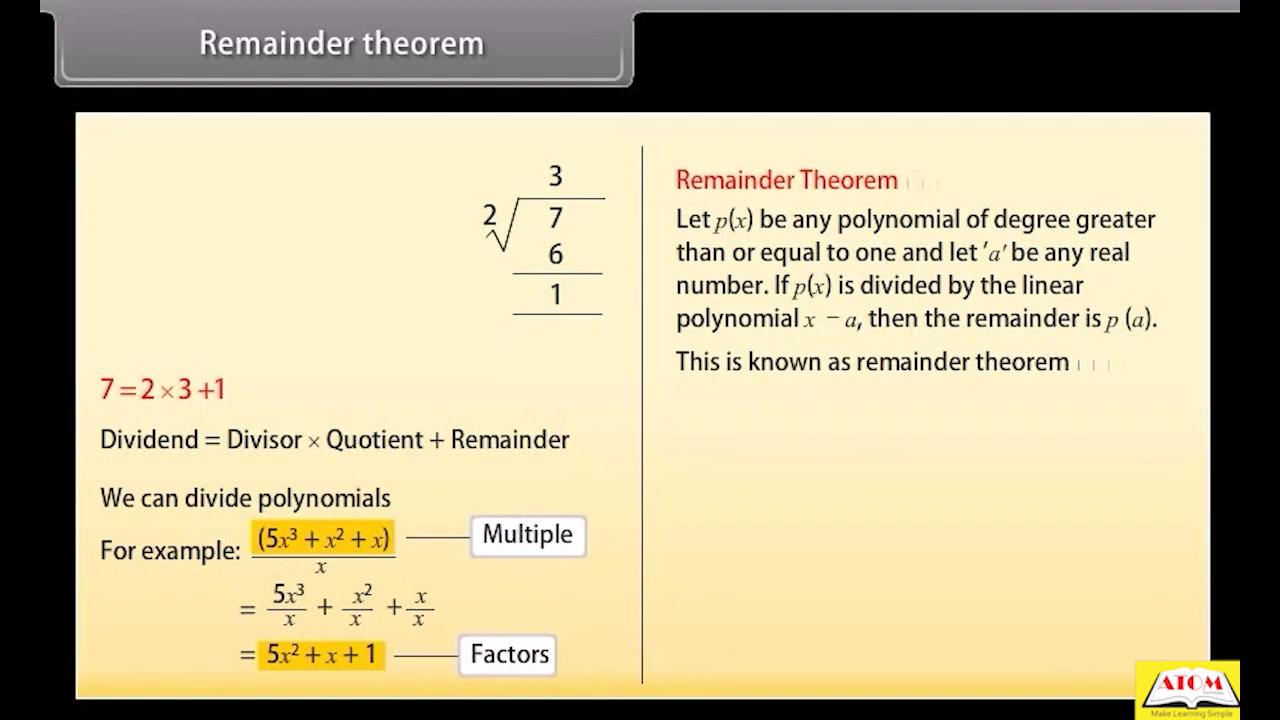 Remainder theorem
3
2 7
6
1
7 = 2 × 3 + 1
Dividend = Divisor × Quotient + Remainder
We can divide polynomials
For example: (5x³ + x² + x) / x Multiple
= 5x³/x + x²/x + x/x
= 5x² + x + 1 Factors
Remainder Theorem
Let p(x) be any polynomial of degree greater
than or equal to one and let 'a' be any real
number. If p(x) is divided by the linear
polynomial x − a, then the remainder is p (a).
This is known as remainder theorem
ATOM
Make Learning Simple